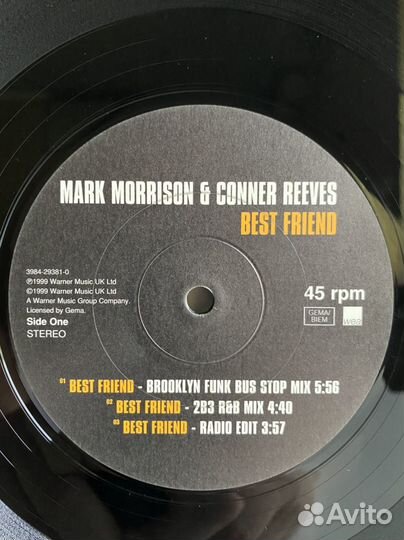 MARK MORRISON & CONNER REEVES
BEST FRIEND
3984-29381-0
℗1999 Warner Music UK Ltd
©1999 Warner Music UK Ltd
A Warner Music Group Company.
Licensed by Gema.
Side One
STEREO
45 rpm
GEMA/
BIEM
wea
01 BEST FRIEND - BROOKLYN FUNK BUS STOP MIX 5:56
02 BEST FRIEND - 2B3 R&B MIX 4:40
03 BEST FRIEND - RADIO EDIT 3:57
Avito